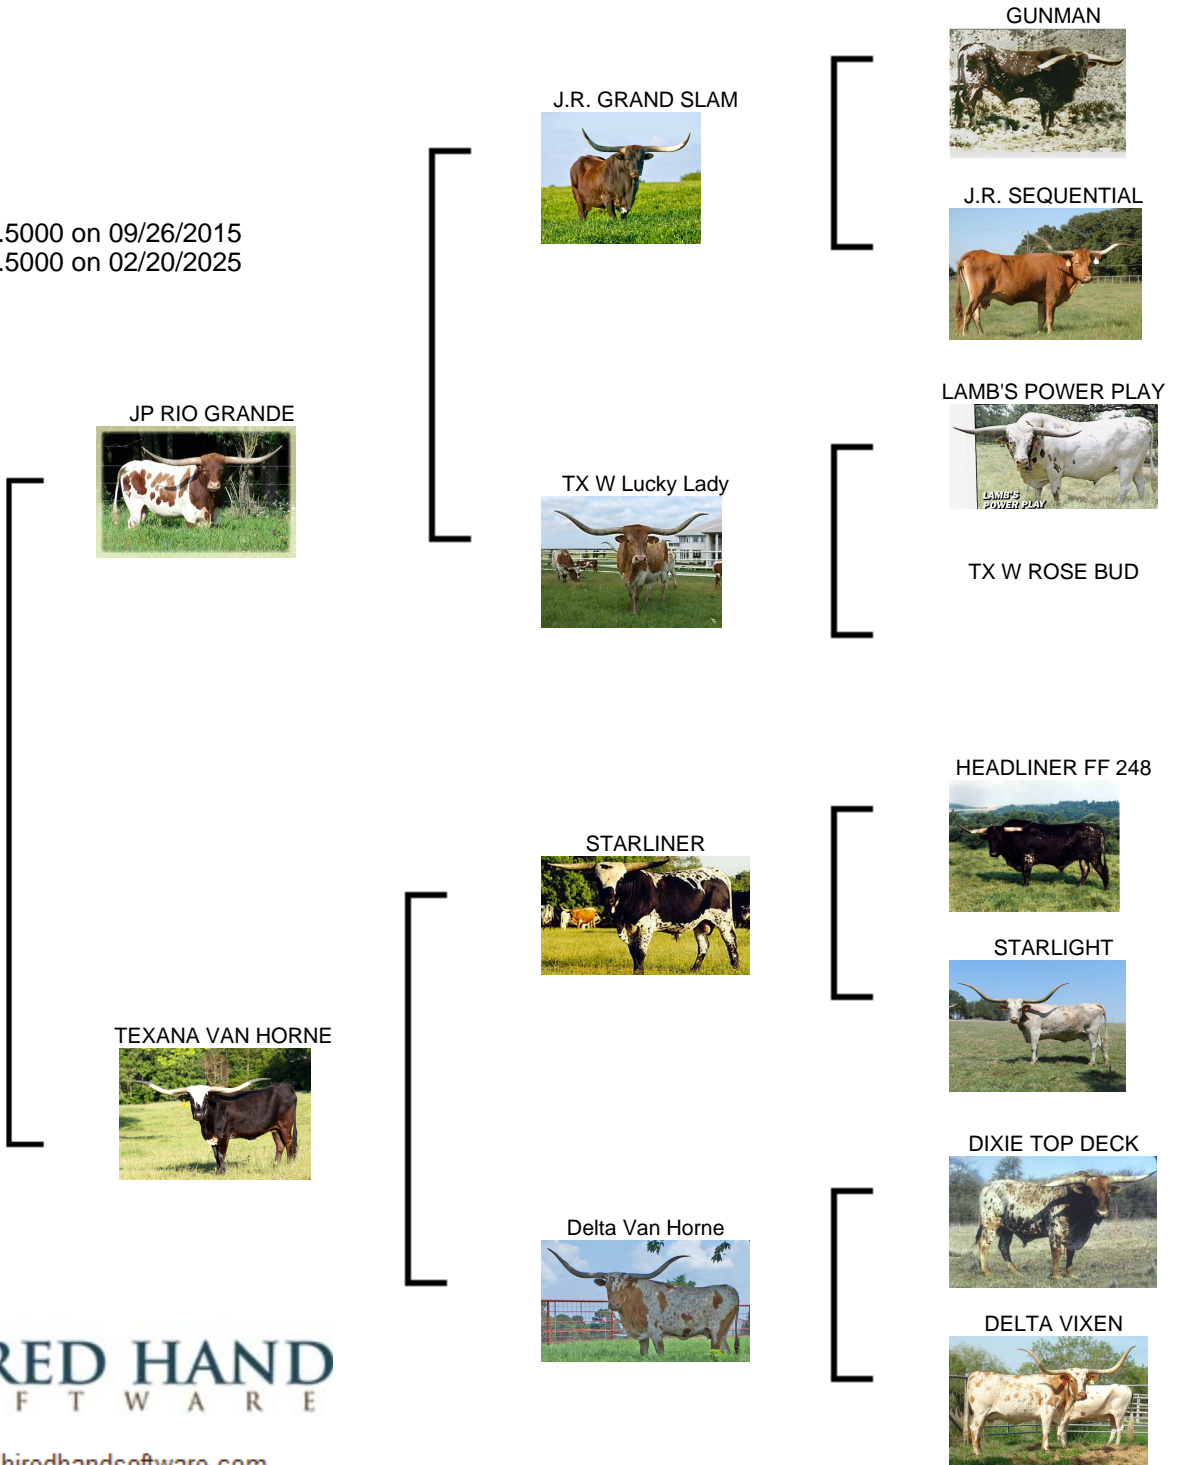 GUNMAN
J.R. GRAND SLAM
J.R. SEQUENTIAL
.5000 on 09/26/2015
.5000 on 02/20/2025
LAMB'S POWER PLAY
JP RIO GRANDE
TX W Lucky Lady
LAMB'S
POWER PLAY
TX W ROSE BUD
HEADLINER FF 248
STARLINER
STARLIGHT
TEXANA VAN HORNE
DIXIE TOP DECK
Delta Van Horne
DELTA VIXEN
RED HAND
F T W A R E
hiredhandsoftware.com